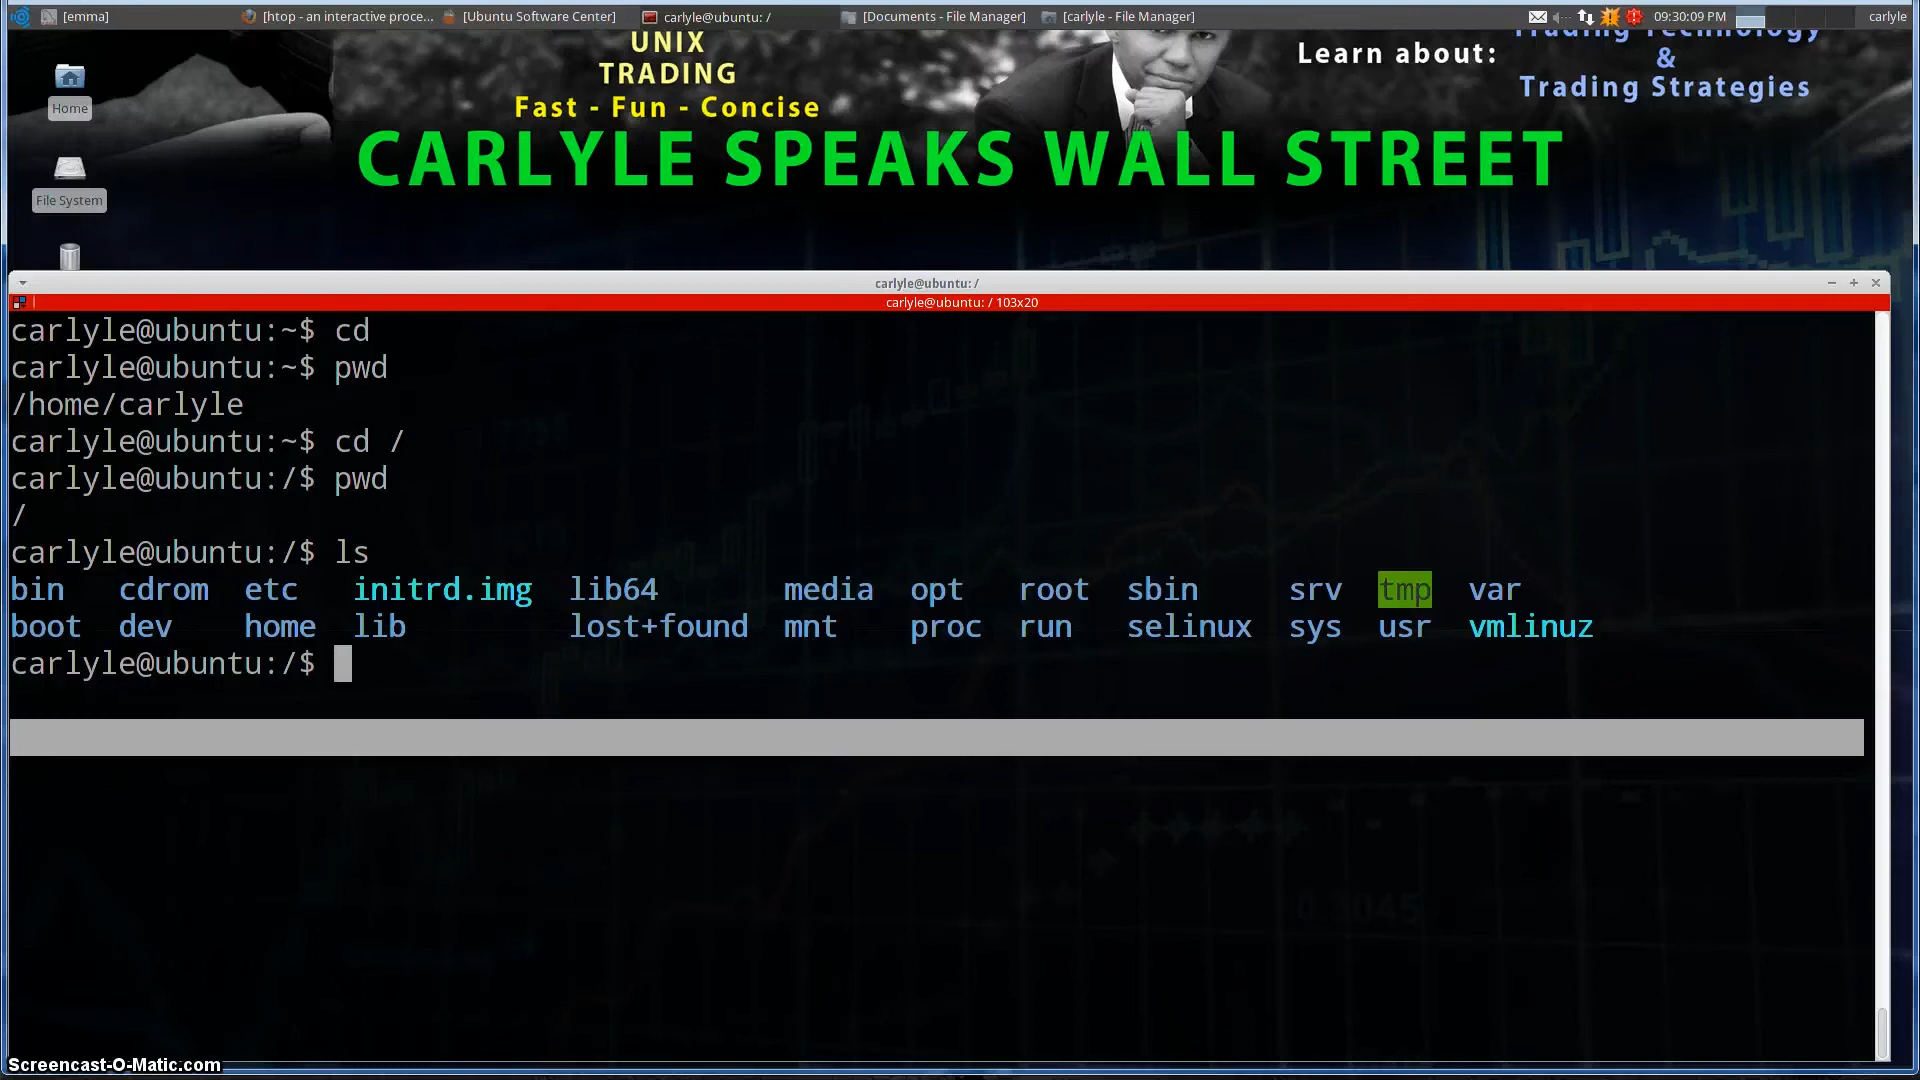 [emma] [htop - an interactive proce... [Ubuntu Software Center] carlyle@ubuntu: / [Documents - File Manager] [carlyle - File Manager] 09:30:09 PM carlyle
UNIX
TRADING
Fast - Fun - Concise
Learn about:
Trading Technology
&
Trading Strategies
CARLYLE SPEAKS WALL STREET
Home
File System
carlyle@ubuntu: /
carlyle@ubuntu: / 103x20
carlyle@ubuntu:~$ cd
carlyle@ubuntu:~$ pwd
/home/carlyle
carlyle@ubuntu:~$ cd /
carlyle@ubuntu:/$ pwd
/
carlyle@ubuntu:/$ ls
bin cdrom etc initrd.img lib64 media opt root sbin srv tmp var
boot dev home lib lost+found mnt proc run selinux sys usr vmlinuz
carlyle@ubuntu:/$
0.3045
Screencast-O-Matic.com